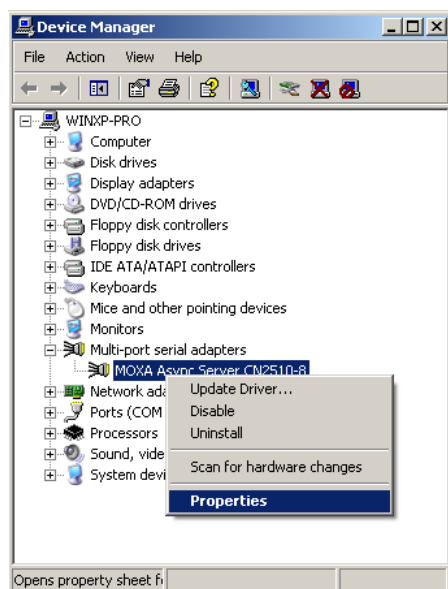 Device Manager
File Action View Help
WINXP-PRO
Computer
Disk drives
Display adapters
DVD/CD-ROM drives
Floppy disk controllers
Floppy disk drives
IDE ATA/ATAPI controllers
Keyboards
Mice and other pointing devices
Monitors
Multi-port serial adapters
MOXA Async Server CN2510-8
Network ada
Update Driver...
Ports (COM
Disable
Processors
Uninstall
Sound, vide
Scan for hardware changes
System devi
Properties
Opens property sheet f